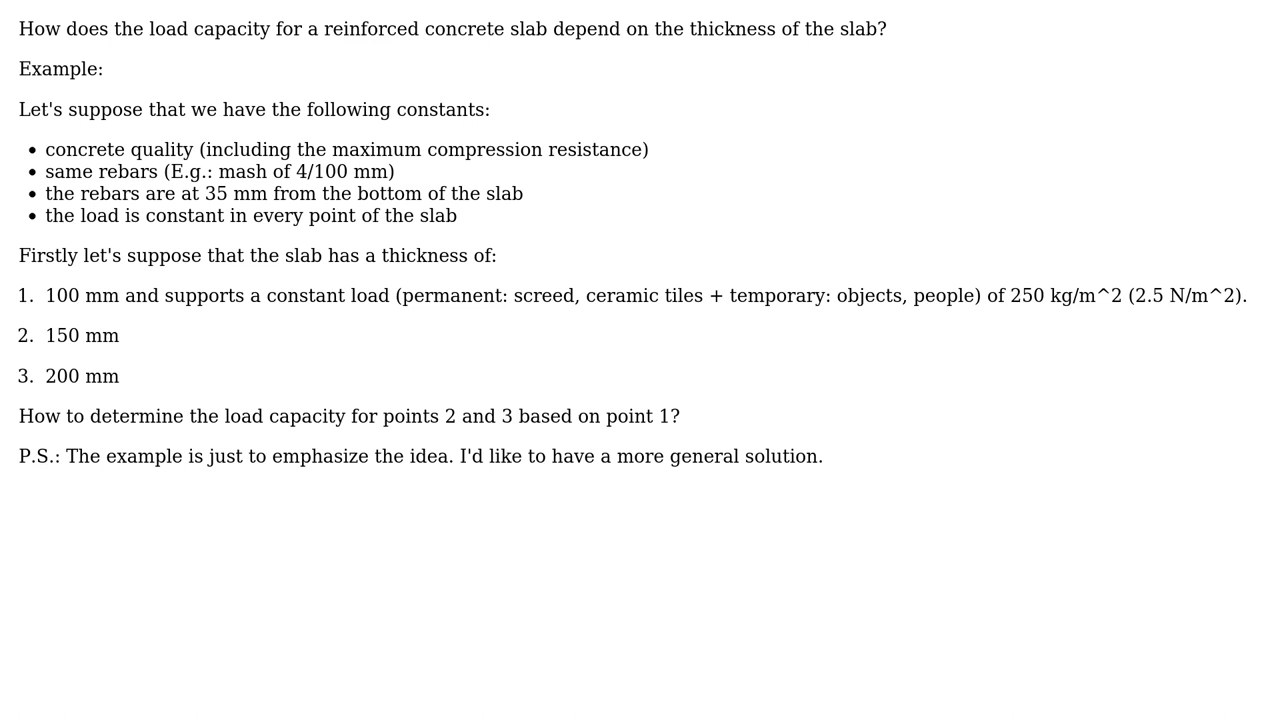 How does the load capacity for a reinforced concrete slab depend on the thickness of the slab?
Example:
Let's suppose that we have the following constants:
• concrete quality (including the maximum compression resistance)
• same rebars (E.g.: mash of 4/100 mm)
• the rebars are at 35 mm from the bottom of the slab
• the load is constant in every point of the slab
Firstly let's suppose that the slab has a thickness of:
1. 100 mm and supports a constant load (permanent: screed, ceramic tiles + temporary: objects, people) of 250 kg/m^2 (2.5 N/m^2).
2. 150 mm
3. 200 mm
How to determine the load capacity for points 2 and 3 based on point 1?
P.S.: The example is just to emphasize the idea. I'd like to have a more general solution.